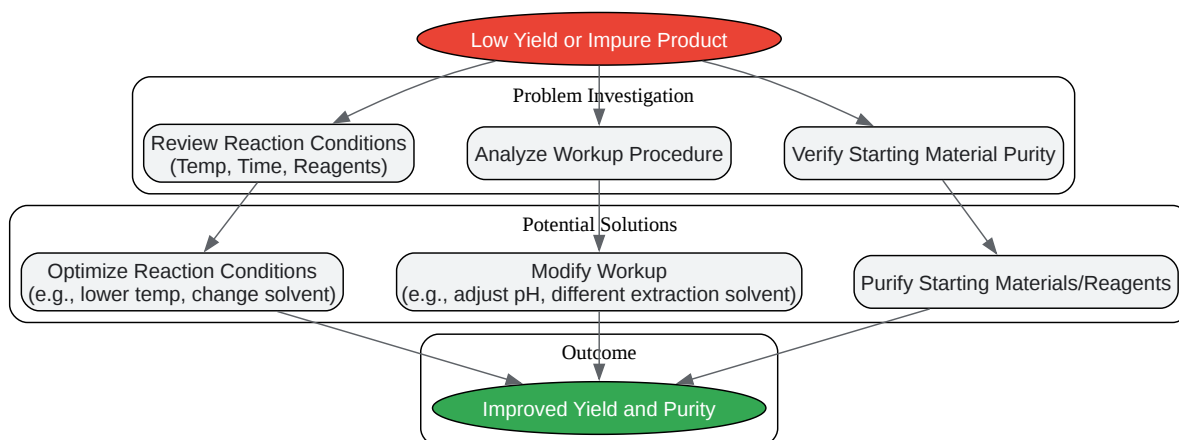 Low Yield or Impure Product
Problem Investigation
Review Reaction Conditions
(Temp, Time, Reagents)
Analyze Workup Procedure
Verify Starting Material Purity
Potential Solutions
Optimize Reaction Conditions
(e.g., lower temp, change solvent)
Modify Workup
(e.g., adjust pH, different extraction solvent)
Purify Starting Materials/Reagents
Outcome
Improved Yield and Purity